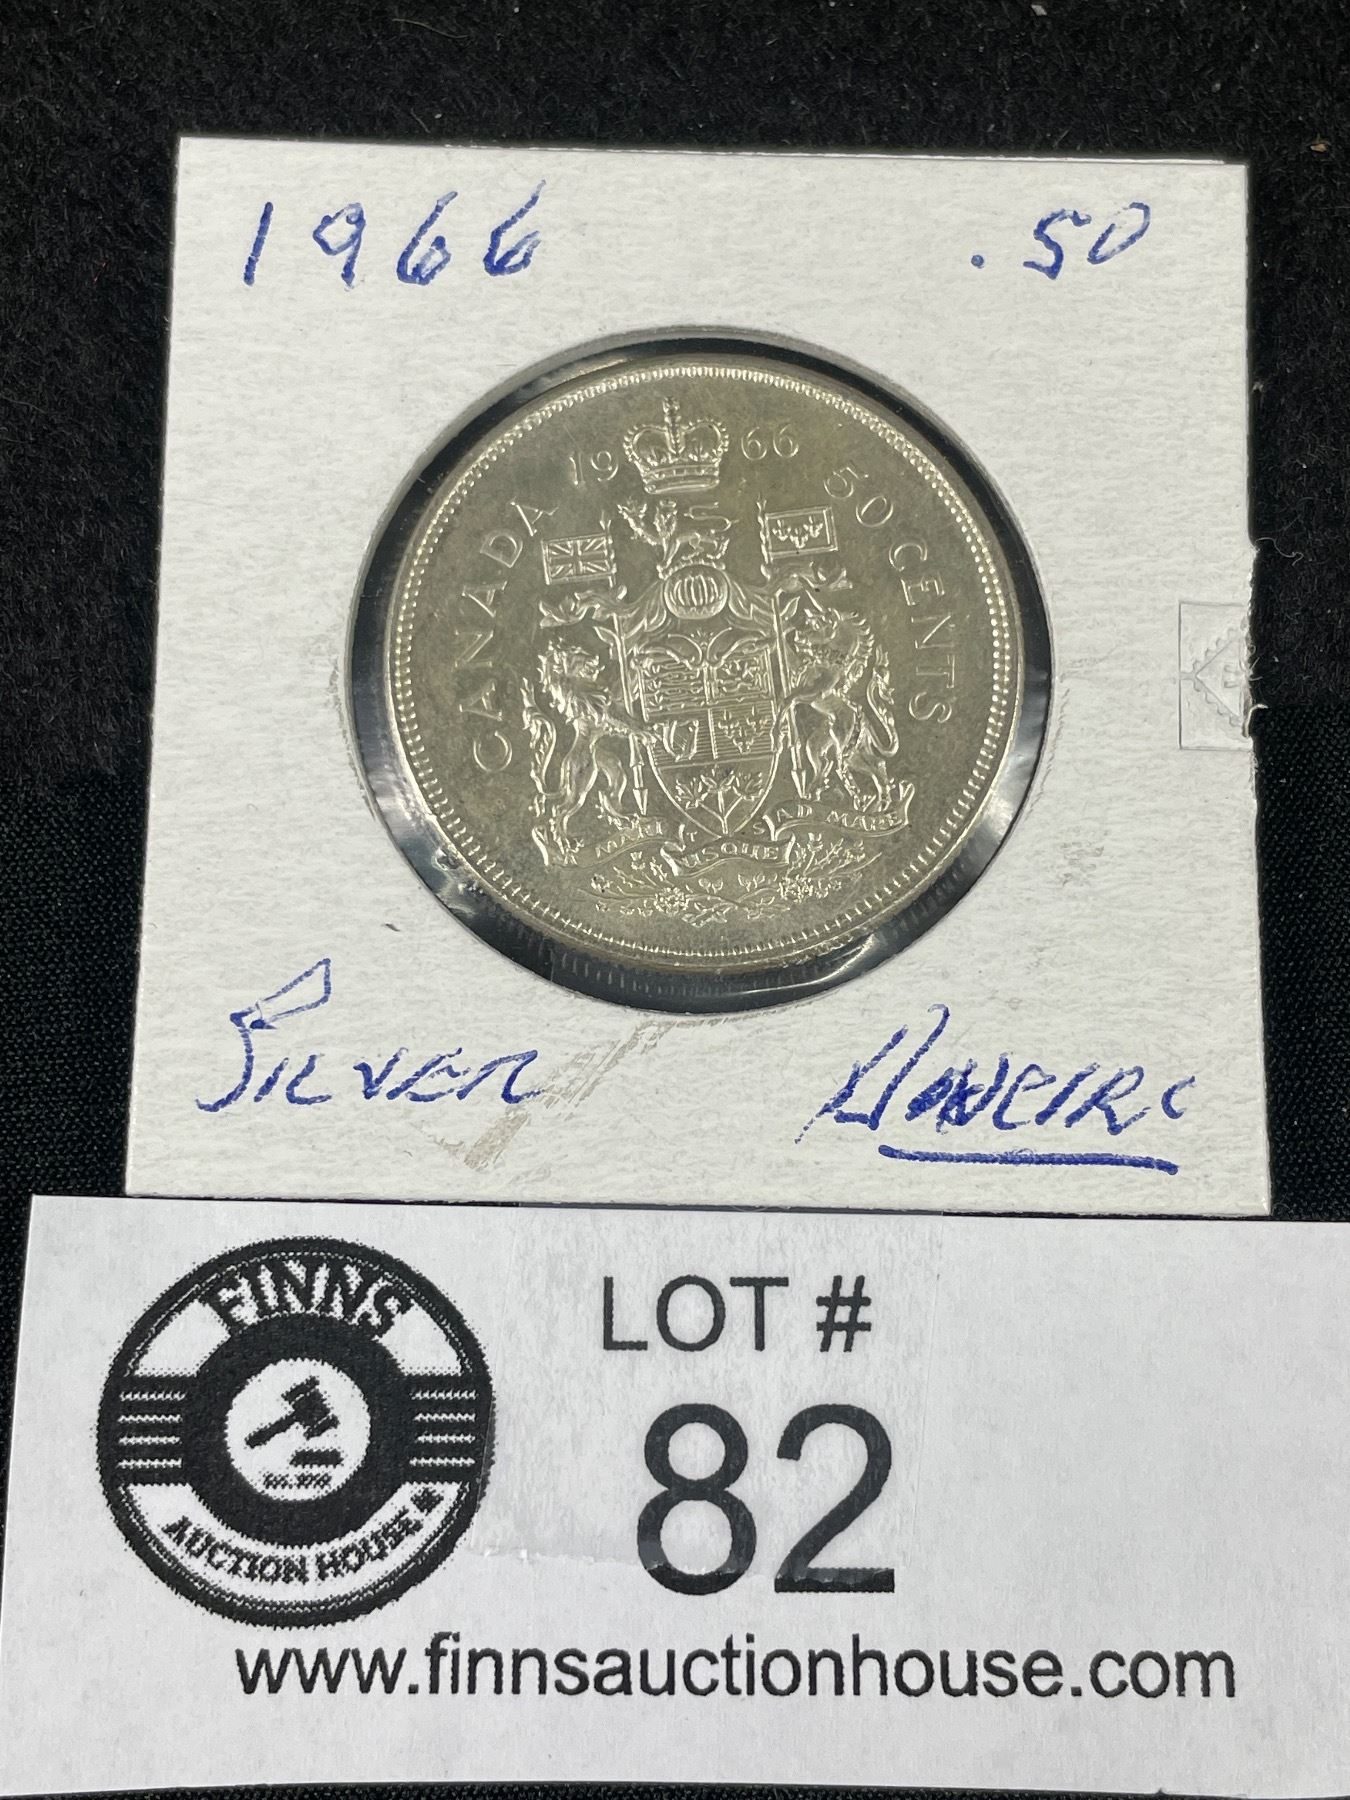 1966 .50
CANADA 1966 50 CENTS
A MARI USQUE AD MARE
SILVER
FINNS
AUCTION HOUSE
LOT #
82
www.finnsauctionhouse.com